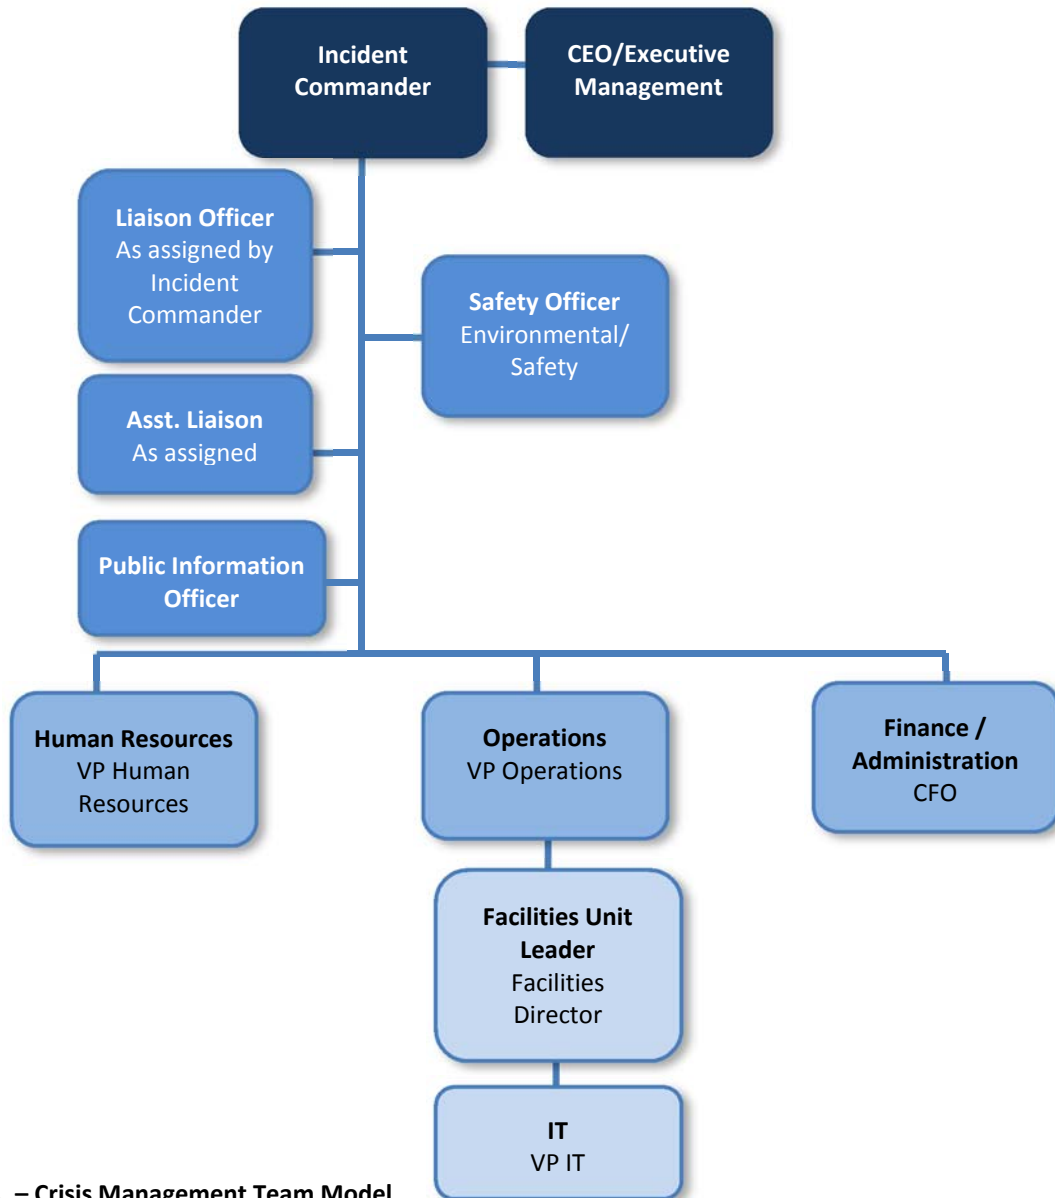 Incident
Commander
CEO/Executive
Management
Liaison Officer
As assigned by
Incident
Commander
Safety Officer
Environmental/
Safety
Asst. Liaison
As assigned
Public Information
Officer
Human Resources
VP Human
Resources
Operations
VP Operations
Finance /
Administration
CFO
Facilities Unit
Leader
Facilities
Director
IT
VP IT
– Crisis Management Team Model